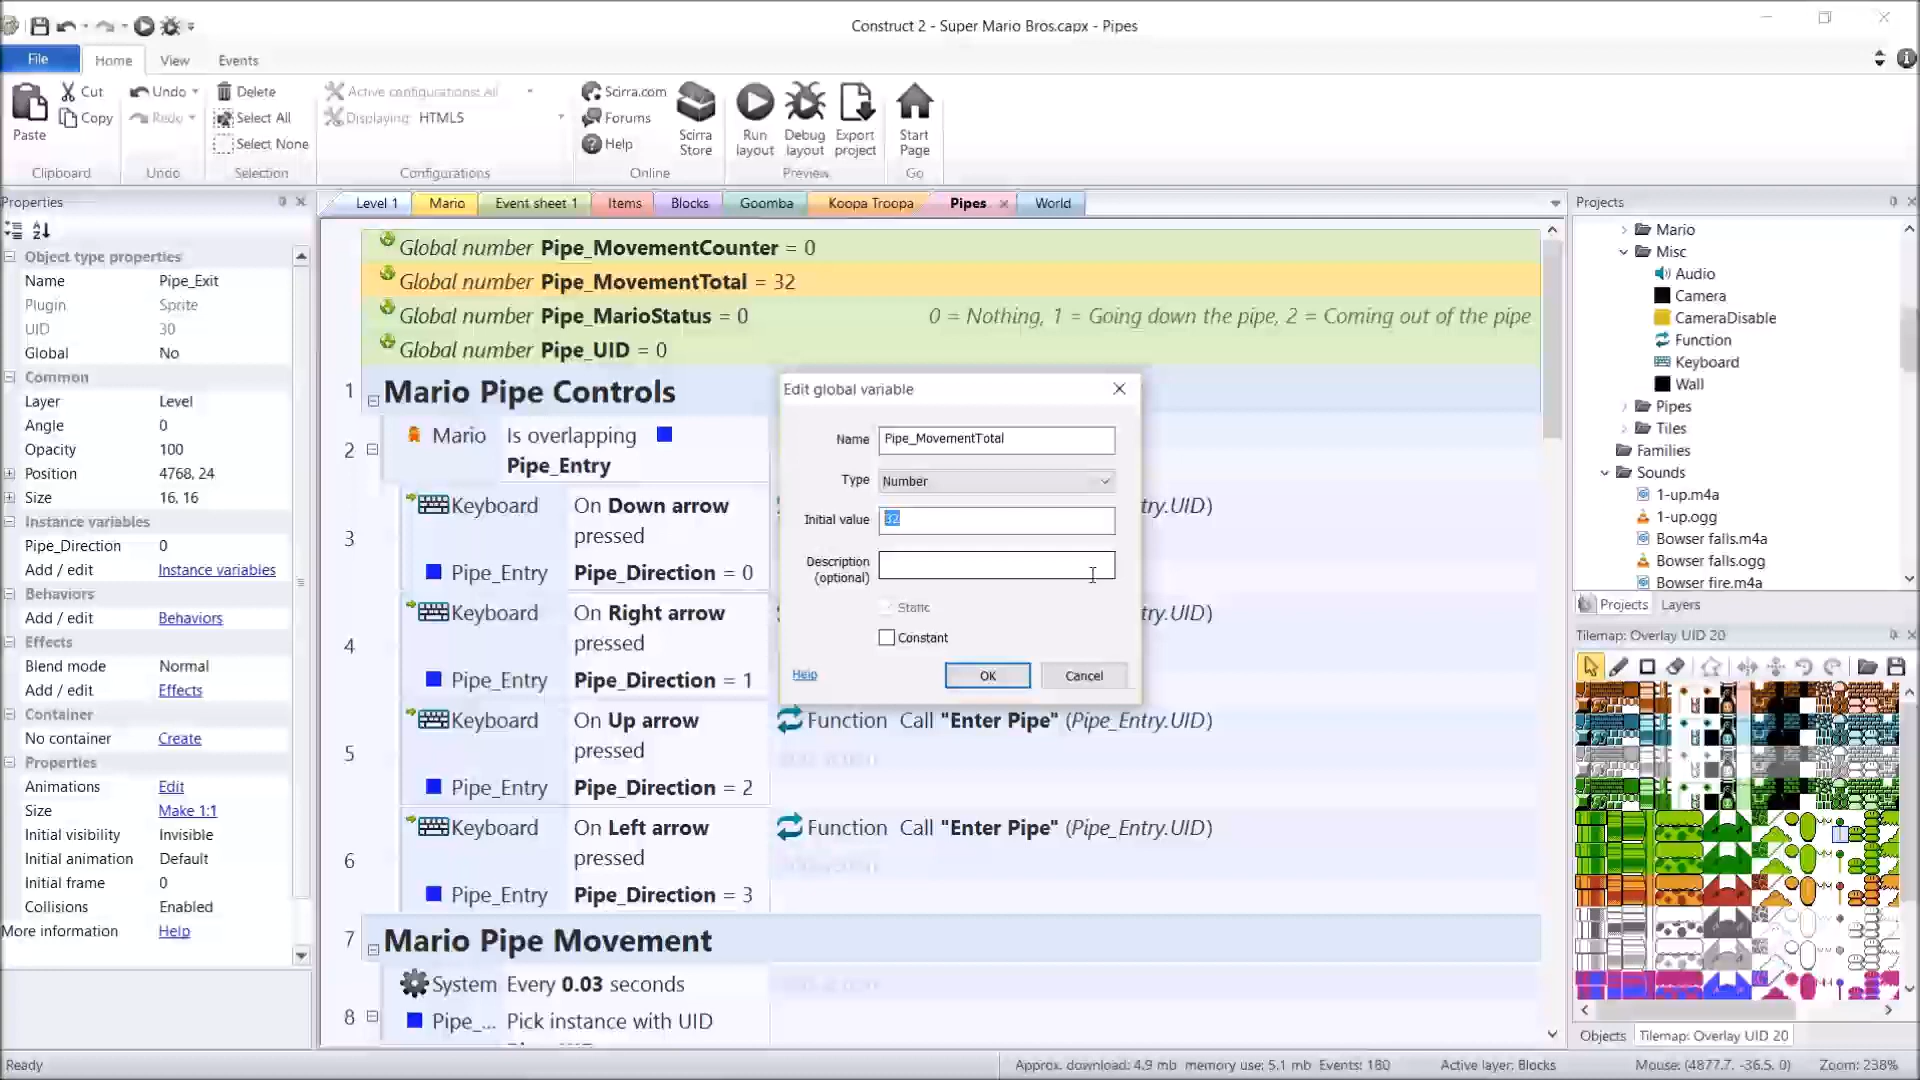 Construct 2 - Super Mario Bros.capx - Pipes
File
Home
View
Events
Paste
Cut
Copy
Clipboard
Undo
Redo
Undo
Delete
Select All
Select None
Selection
Active configurations: All
Displaying: HTML5
Configurations
Scirra.com
Forums
Help
Scirra Store
Online
Run layout
Debug layout
Export project
Preview
Start Page
Go
Properties
Object type properties
Name Pipe_Exit
Plugin Sprite
UID 30
Global No
Common
Layer Level
Angle 0
Opacity 100
Position 4768, 24
Size 16, 16
Instance variables
Pipe_Direction 0
Add / edit Instance variables
Behaviors
Add / edit Behaviors
Effects
Blend mode Normal
Add / edit Effects
Container
No container Create
Properties
Animations Edit
Size Make 1:1
Initial visibility Invisible
Initial animation Default
Initial frame 0
Collisions Enabled
More information Help
Level 1
Mario
Event sheet 1
Items
Blocks
Goomba
Koopa Troopa
Pipes
World
Global number Pipe_MovementCounter = 0
Global number Pipe_MovementTotal = 32
Global number Pipe_MarioStatus = 0 0 = Nothing, 1 = Going down the pipe, 2 = Coming out of the pipe
Global number Pipe_UID = 0
1 Mario Pipe Controls
2 Mario Is overlapping
Pipe_Entry
3 Keyboard On Down arrow
pressed
try.UID)
Pipe_Entry Pipe_Direction = 0
4 Keyboard On Right arrow
pressed
try.UID)
Pipe_Entry Pipe_Direction = 1
5 Keyboard On Up arrow
pressed
Function Call "Enter Pipe" (Pipe_Entry.UID)
Pipe_Entry Pipe_Direction = 2
6 Keyboard On Left arrow
pressed
Function Call "Enter Pipe" (Pipe_Entry.UID)
Pipe_Entry Pipe_Direction = 3
7 Mario Pipe Movement
8 System Every 0.03 seconds
Pipe_... Pick instance with UID
Edit global variable
Name Pipe_MovementTotal
Type Number
Initial value 32
Description
(optional)
Static
Constant
Help
OK
Cancel
Projects
Mario
Misc
Audio
Camera
CameraDisable
Function
Keyboard
Wall
Pipes
Tiles
Families
Sounds
1-up.m4a
1-up.ogg
Bowser falls.m4a
Bowser falls.ogg
Bowser fire.m4a
Projects
Layers
Tilemap: Overlay UID 20
Objects
Tilemap: Overlay UID 20
Ready
Approx. download: 4.9 mb memory use: 5.1 mb Events: 180
Active layer: Blocks
Mouse: (4877.7, -36.5, 0)
Zoom: 238%